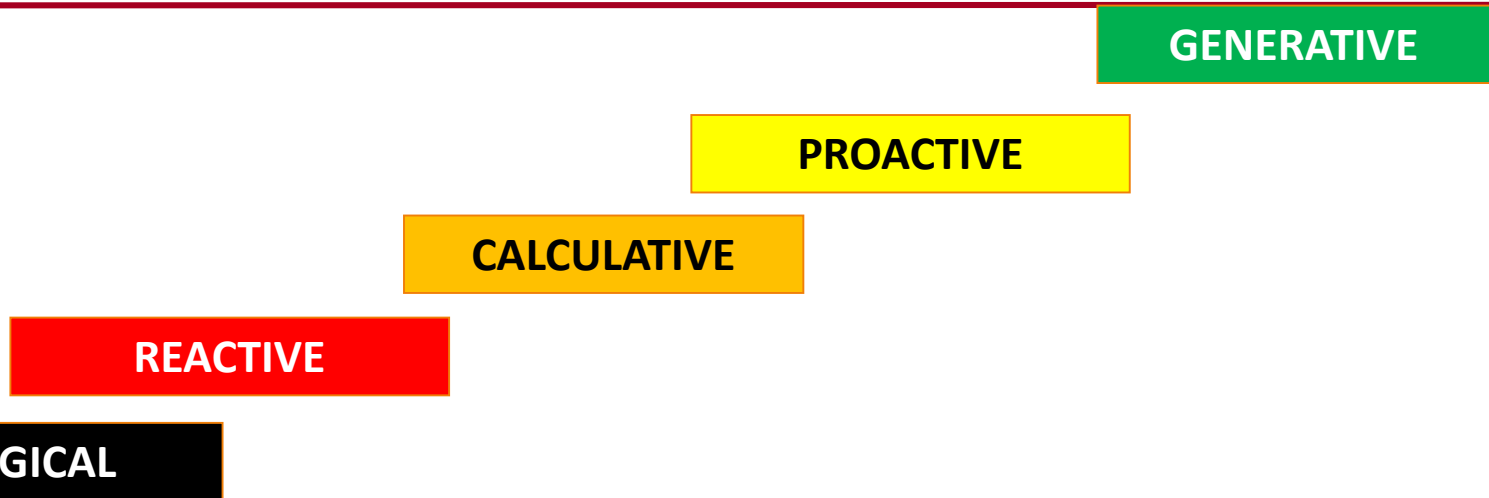 GENERATIVE
PROACTIVE
CALCULATIVE
REACTIVE
GICAL